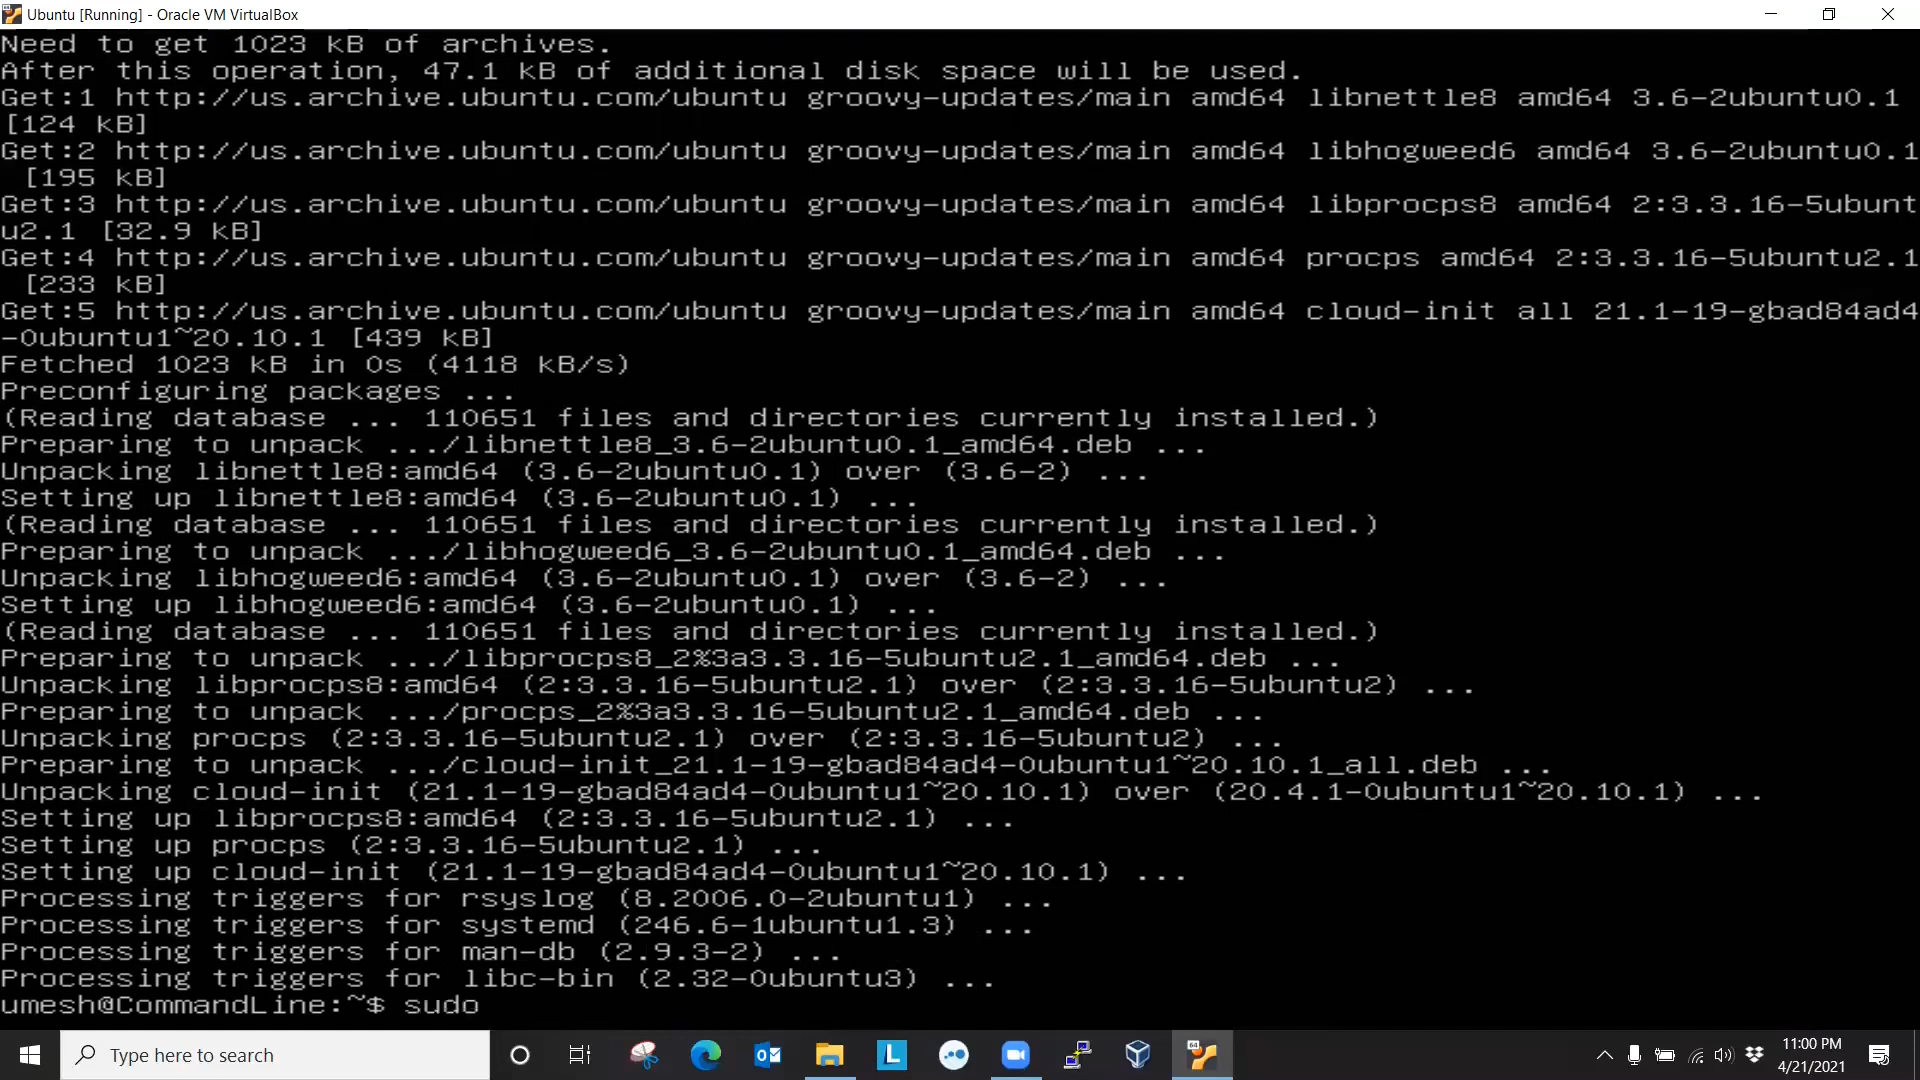 Ubuntu [Running] - Oracle VM VirtualBox
Need to get 1023 kB of archives.
After this operation, 47.1 kB of additional disk space will be used.
Get:1 http://us.archive.ubuntu.com/ubuntu groovy-updates/main amd64 libnettle8 amd64 3.6-2ubuntu0.1
[124 kB]
Get:2 http://us.archive.ubuntu.com/ubuntu groovy-updates/main amd64 libhogweed6 amd64 3.6-2ubuntu0.1
[195 kB]
Get:3 http://us.archive.ubuntu.com/ubuntu groovy-updates/main amd64 libprocps8 amd64 2:3.3.16-5ubunt
u2.1 [32.9 kB]
Get:4 http://us.archive.ubuntu.com/ubuntu groovy-updates/main amd64 procps amd64 2:3.3.16-5ubuntu2.1
[233 kB]
Get:5 http://us.archive.ubuntu.com/ubuntu groovy-updates/main amd64 cloud-init all 21.1-19-gbad84ad4
-0ubuntu1~20.10.1 [439 kB]
Fetched 1023 kB in 0s (4118 kB/s)
Preconfiguring packages ...
(Reading database ... 110651 files and directories currently installed.)
Preparing to unpack .../libnettle8_3.6-2ubuntu0.1_amd64.deb ...
Unpacking libnettle8:amd64 (3.6-2ubuntu0.1) over (3.6-2) ...
Setting up libnettle8:amd64 (3.6-2ubuntu0.1) ...
(Reading database ... 110651 files and directories currently installed.)
Preparing to unpack .../libhogweed6_3.6-2ubuntu0.1_amd64.deb ...
Unpacking libhogweed6:amd64 (3.6-2ubuntu0.1) over (3.6-2) ...
Setting up libhogweed6:amd64 (3.6-2ubuntu0.1) ...
(Reading database ... 110651 files and directories currently installed.)
Preparing to unpack .../libprocps8_2%3a3.3.16-5ubuntu2.1_amd64.deb ...
Unpacking libprocps8:amd64 (2:3.3.16-5ubuntu2.1) over (2:3.3.16-5ubuntu2) ...
Preparing to unpack .../procps_2%3a3.3.16-5ubuntu2.1_amd64.deb ...
Unpacking procps (2:3.3.16-5ubuntu2.1) over (2:3.3.16-5ubuntu2) ...
Preparing to unpack .../cloud-init_21.1-19-gbad84ad4-0ubuntu1~20.10.1_all.deb ...
Unpacking cloud-init (21.1-19-gbad84ad4-0ubuntu1~20.10.1) over (20.4.1-0ubuntu1~20.10.1) ...
Setting up libprocps8:amd64 (2:3.3.16-5ubuntu2.1) ...
Setting up procps (2:3.3.16-5ubuntu2.1) ...
Setting up cloud-init (21.1-19-gbad84ad4-0ubuntu1~20.10.1) ...
Processing triggers for rsyslog (8.2006.0-2ubuntu1) ...
Processing triggers for systemd (246.6-1ubuntu1.3) ...
Processing triggers for man-db (2.9.3-2) ...
Processing triggers for libc-bin (2.32-0ubuntu3) ...
umesh@CommandLine:~$ sudo
Type here to search
11:00 PM
4/21/2021